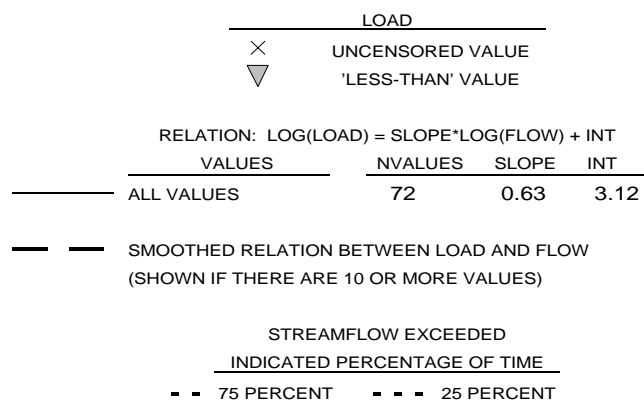 LOAD
UNCENSORED VALUE
'LESS-THAN' VALUE
RELATION: LOG(LOAD) = SLOPE*LOG(FLOW) + INT
VALUES NVALUES SLOPE INT
ALL VALUES 72 0.63 3.12
SMOOTHED RELATION BETWEEN LOAD AND FLOW
(SHOWN IF THERE ARE 10 OR MORE VALUES)
STREAMFLOW EXCEEDED
INDICATED PERCENTAGE OF TIME
75 PERCENT 25 PERCENT